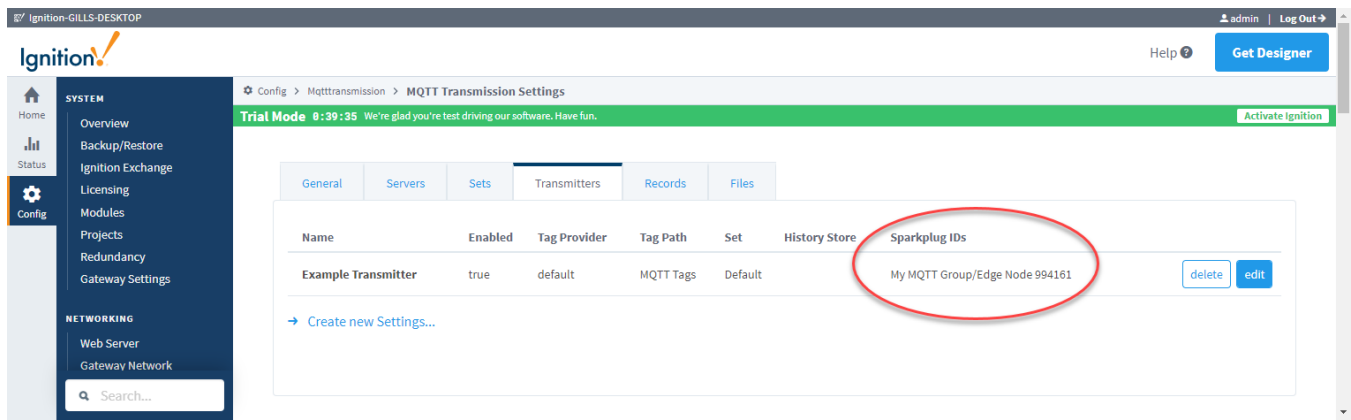 Ignition-GILLS-DESKTOP
admin | Log Out
Ignition!
Help
Get Designer
Home
Status
Config
SYSTEM
Overview
Backup/Restore
Ignition Exchange
Licensing
Modules
Projects
Redundancy
Gateway Settings
NETWORKING
Web Server
Gateway Network
Search...
Config > Mqtttransmission > MQTT Transmission Settings
Trial Mode 0:39:35 We're glad you're test driving our software. Have fun.
Activate Ignition
General Servers Sets Transmitters Records Files
Name Enabled Tag Provider Tag Path Set History Store Sparkplug IDs
Example Transmitter true default MQTT Tags Default My MQTT Group/Edge Node 994161 delete edit
→ Create new Settings...